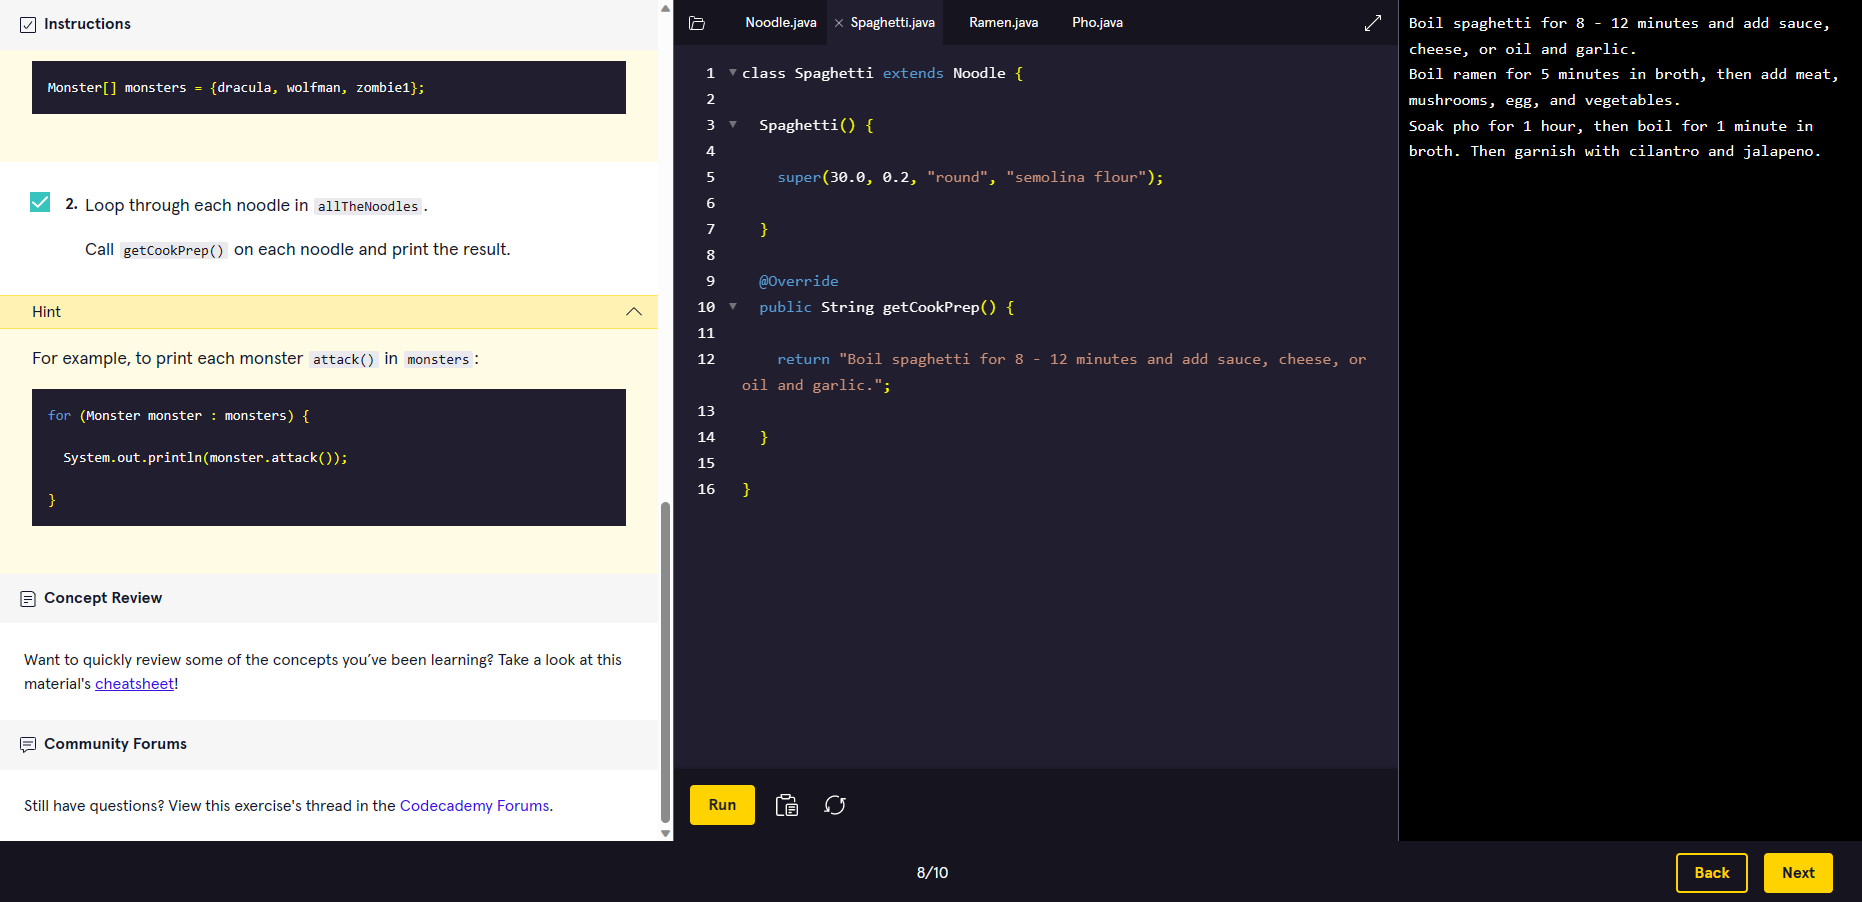 Instructions
Monster[] monsters = {dracula, wolfman, zombie1};
2. Loop through each noodle in allTheNoodles.
Call getCookPrep() on each noodle and print the result.
Hint
For example, to print each monster attack() in monsters:
for (Monster monster : monsters) {
System.out.println(monster.attack());
}
Concept Review
Want to quickly review some of the concepts you’ve been learning? Take a look at this
material's cheatsheet!
Community Forums
Still have questions? View this exercise's thread in the Codecademy Forums.
Noodle.java × Spaghetti.java Ramen.java Pho.java
1 class Spaghetti extends Noodle {
2
3 Spaghetti() {
4
5 super(30.0, 0.2, "round", "semolina flour");
6
7 }
8
9 @Override
10 public String getCookPrep() {
11
12 return "Boil spaghetti for 8 - 12 minutes and add sauce, cheese, or
oil and garlic.";
13
14 }
15
16 }
Run
Boil spaghetti for 8 - 12 minutes and add sauce,
cheese, or oil and garlic.
Boil ramen for 5 minutes in broth, then add meat,
mushrooms, egg, and vegetables.
Soak pho for 1 hour, then boil for 1 minute in
broth. Then garnish with cilantro and jalapeno.
8/10
Back
Next